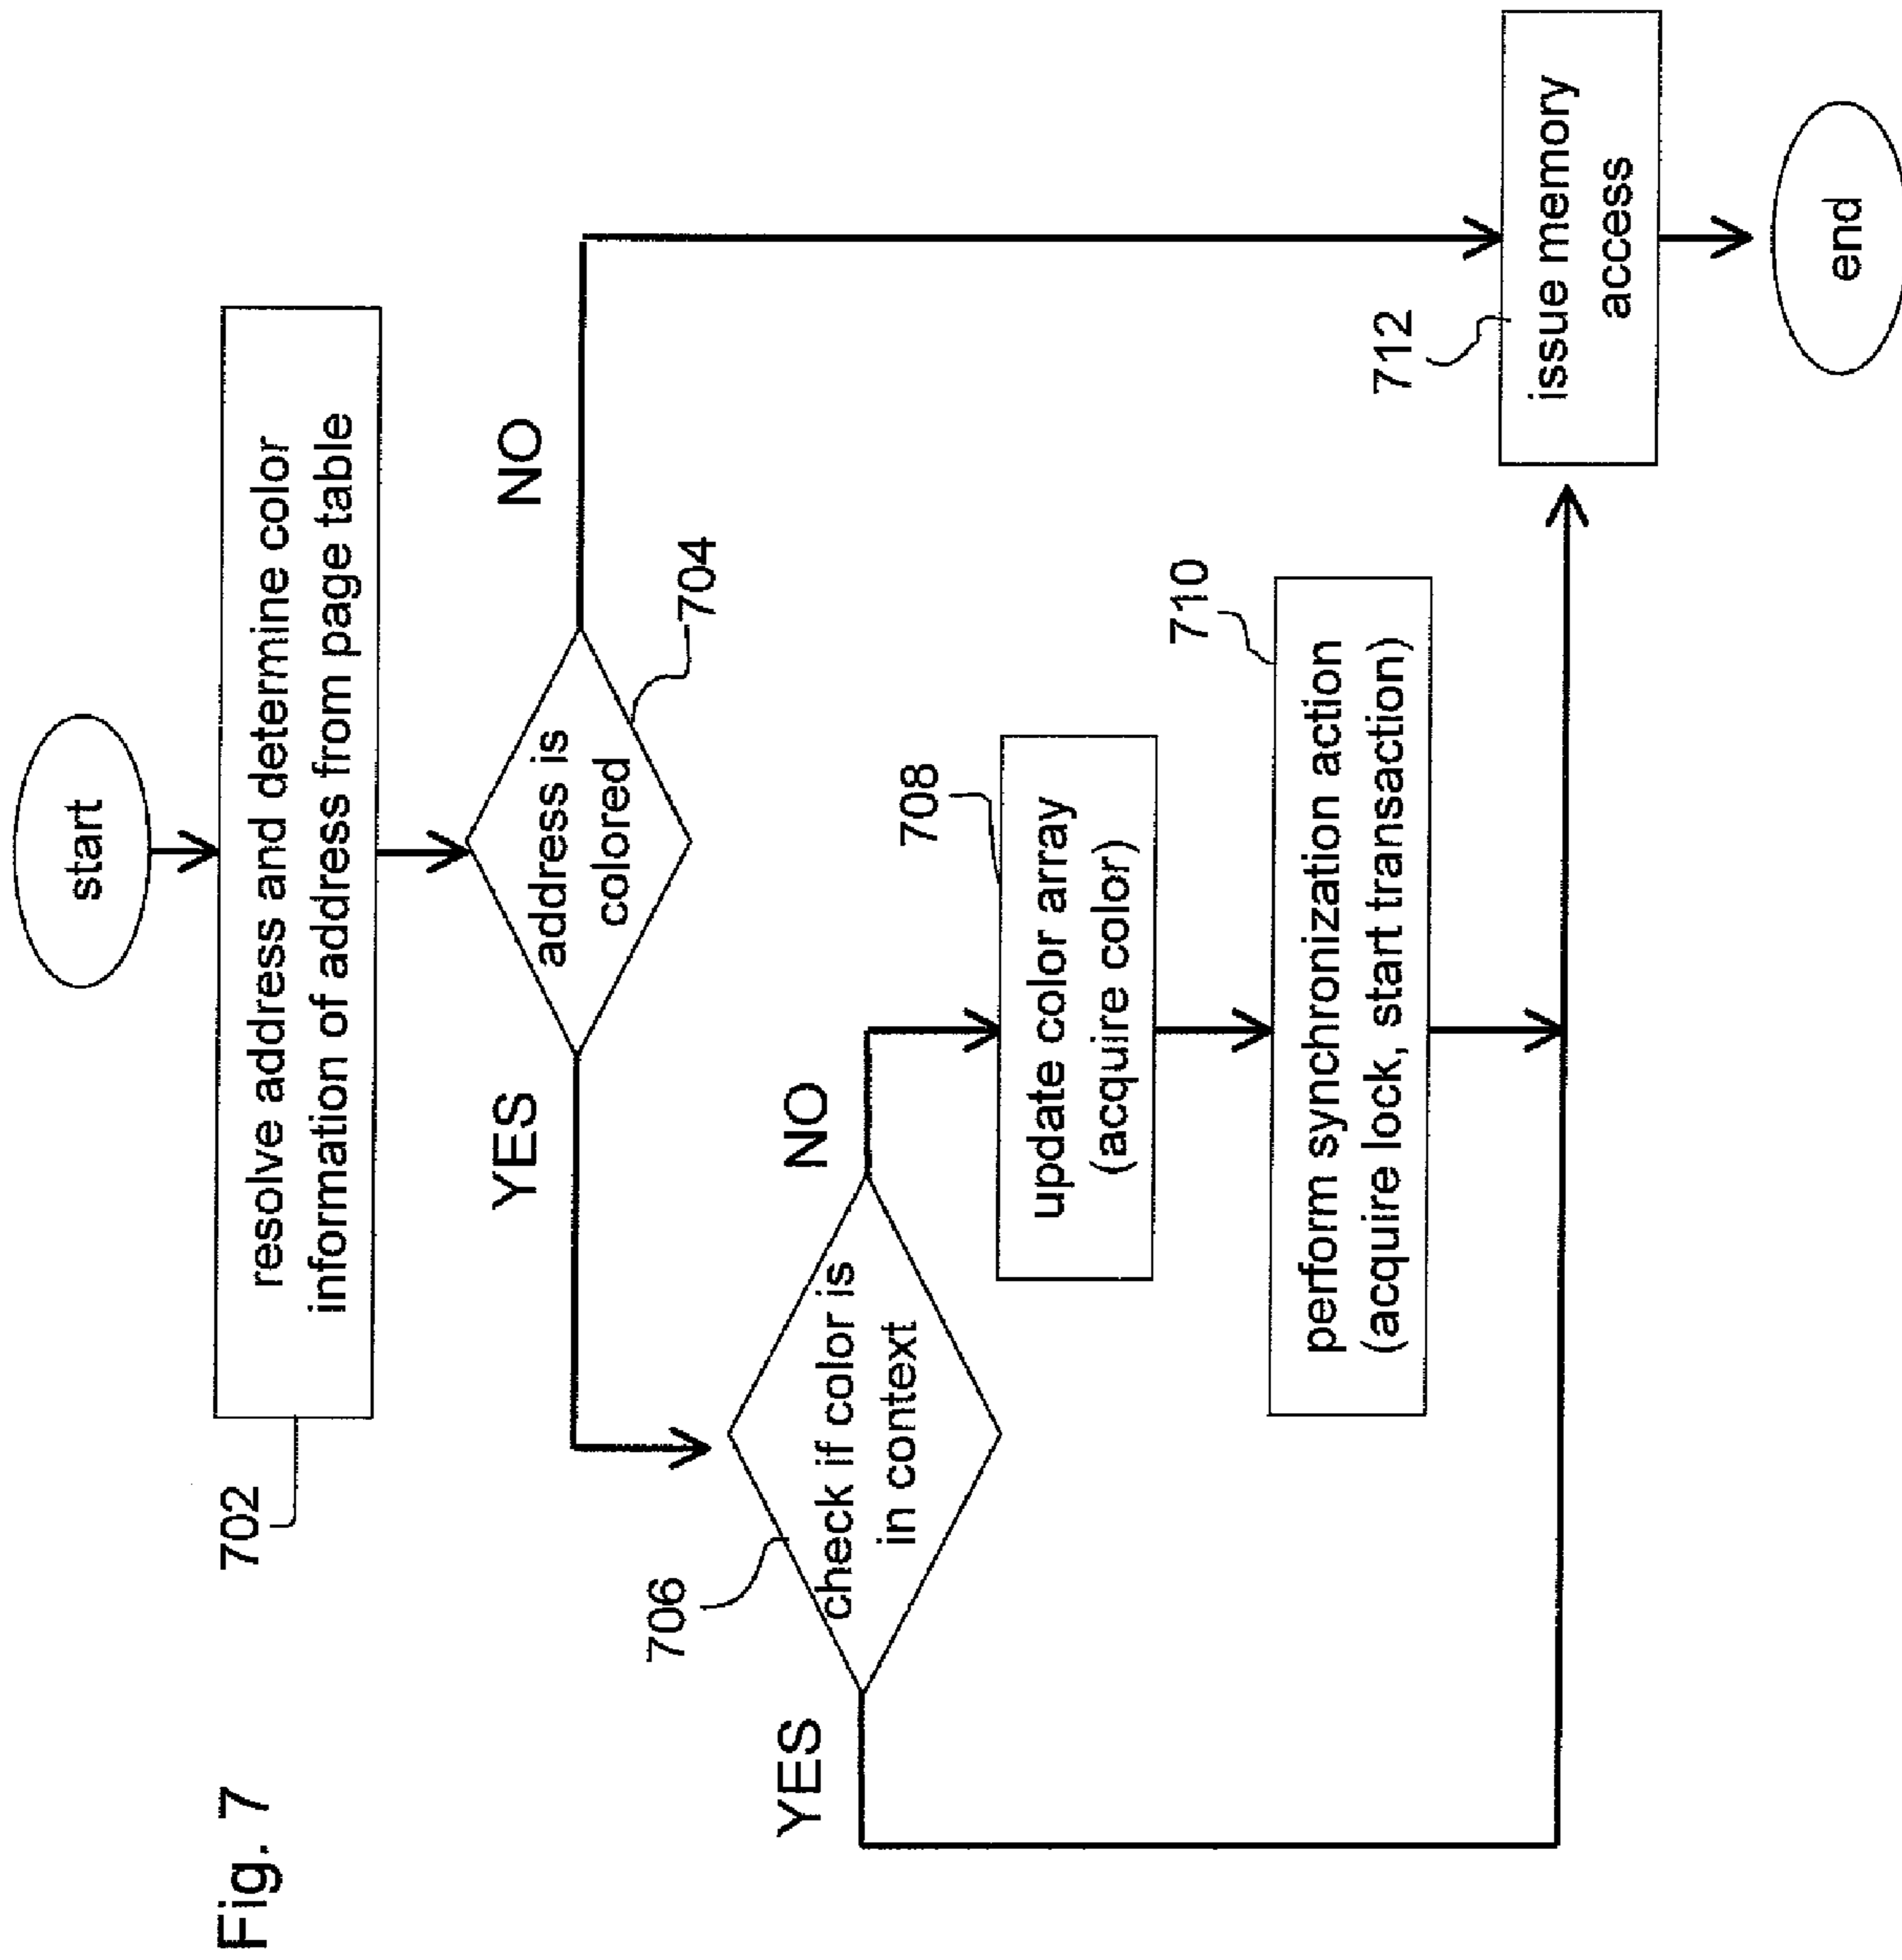 Fig. 7
start
702
resolve address and determine color
information of address from page table
address is
colored
704
YES
NO
706
check if color is
in context
YES
NO
708
update color array
(acquire color)
710
perform synchronization action
(acquire lock, start transaction)
712
issue memory
access
end